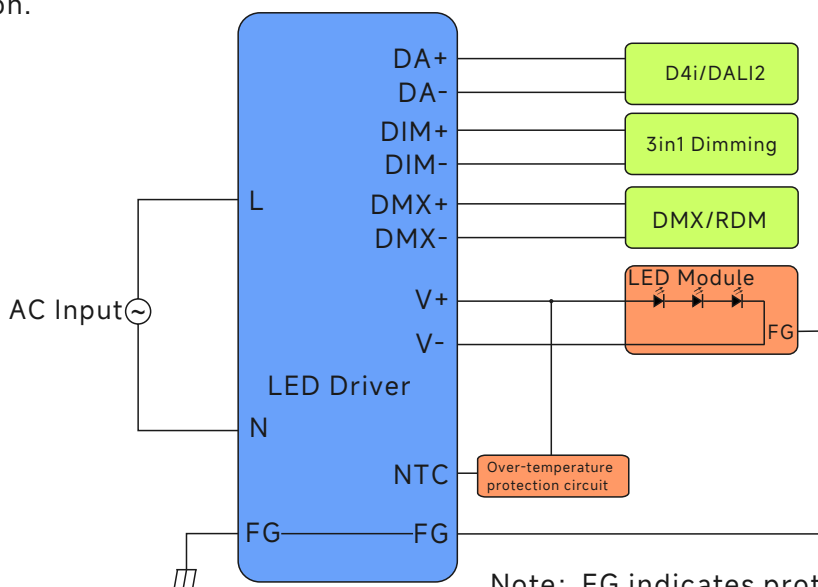 on.
DA+
DA-
D4i/DALI2
DIM+
DIM-
3in1 Dimming
L
DMX+
DMX-
DMX/RDM
AC Input
~
V+
V-
LED Module
FG
LED Driver
N
NTC
Over-temperature
protection circuit
FG
FG
Note: FG indicates prot